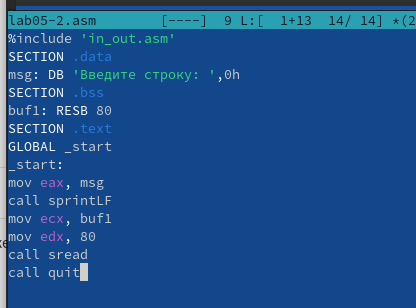 lab05-2.asm [----] 9 L:[ 1+13 14/ 14] *(2
%include 'in_out.asm'
SECTION .data
msg: DB 'Введите строку: ',0h
SECTION .bss
buf1: RESB 80
SECTION .text
GLOBAL _start
_start:
mov eax, msg
call sprintLF
mov ecx, buf1
mov edx, 80
call sread
call quit